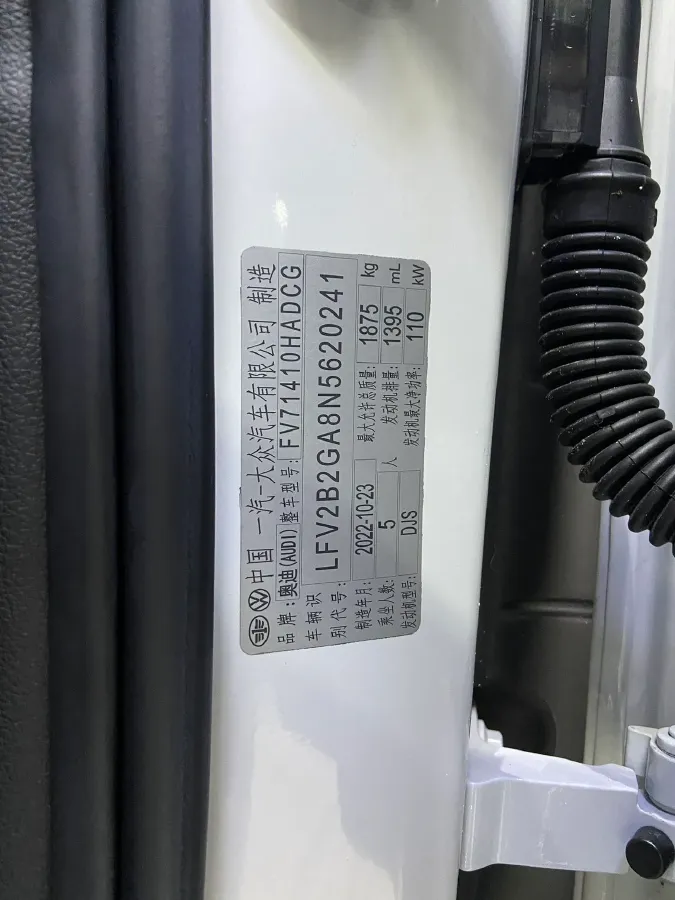 中国 一汽-大众汽车有限公司 制造
品牌:奥迪(AUDI) 整车型号: FV71410HADCG
车辆识别代号: LFV2B2GA8N5620241
制造年月: 2022-10-23 最大允许总质量: 1875 kg
乘坐人数: 5 人 发动机排量: 1395 mL
发动机型号: DJS 发动机最大净功率: 110 kW